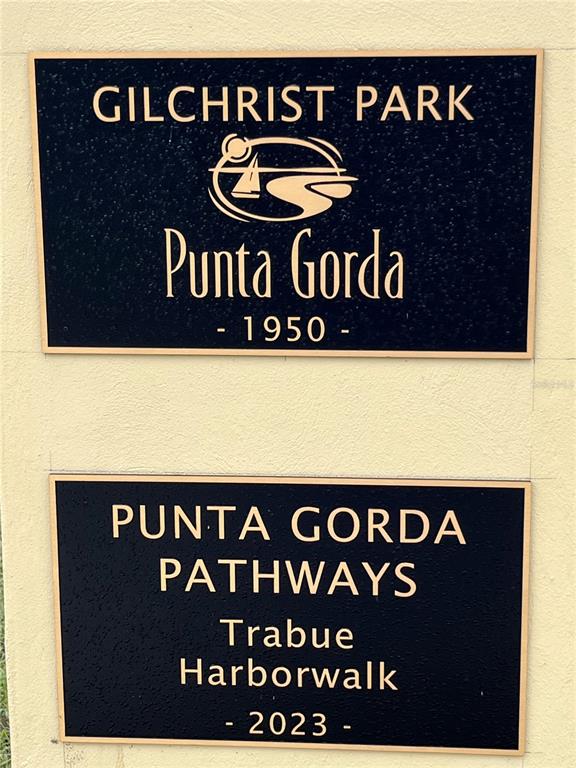 GILCHRIST PARK
Punta Gorda
- 1950 -
PUNTA GORDA
PATHWAYS
Trabue
Harborwalk
- 2023 -